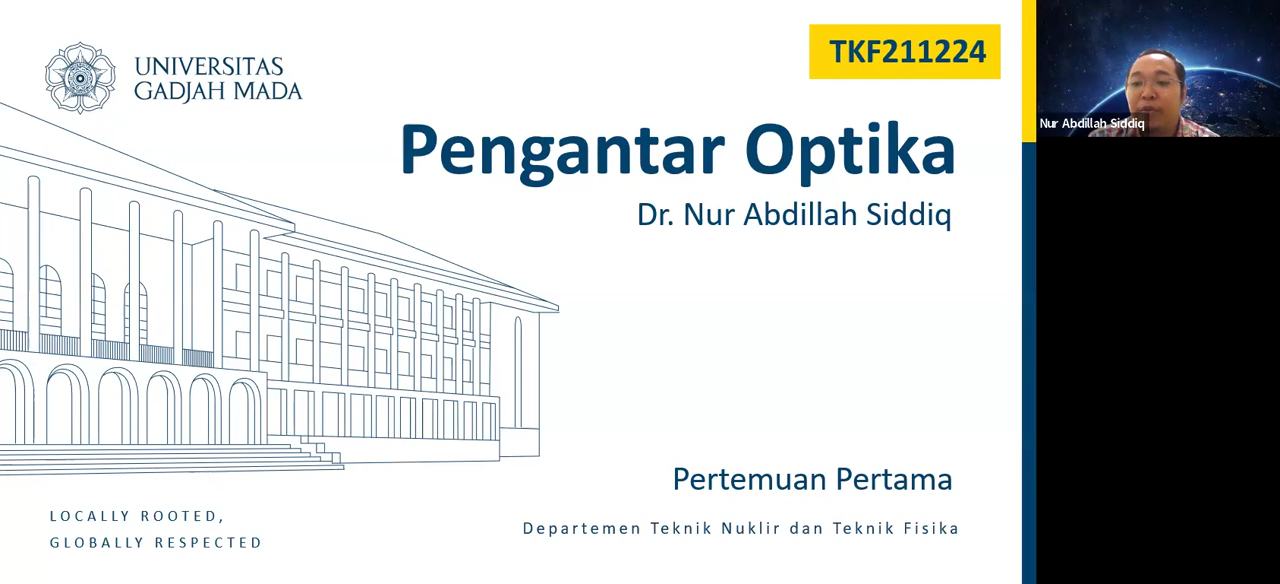 UNIVERSITAS
GADJAH MADA
TKF211224
Pengantar Optika
Dr. Nur Abdillah Siddiq
Nur Abdillah Siddiq
Pertemuan Pertama
Departemen Teknik Nuklir dan Teknik Fisika
LOCALLY ROOTED,
GLOBALLY RESPECTED